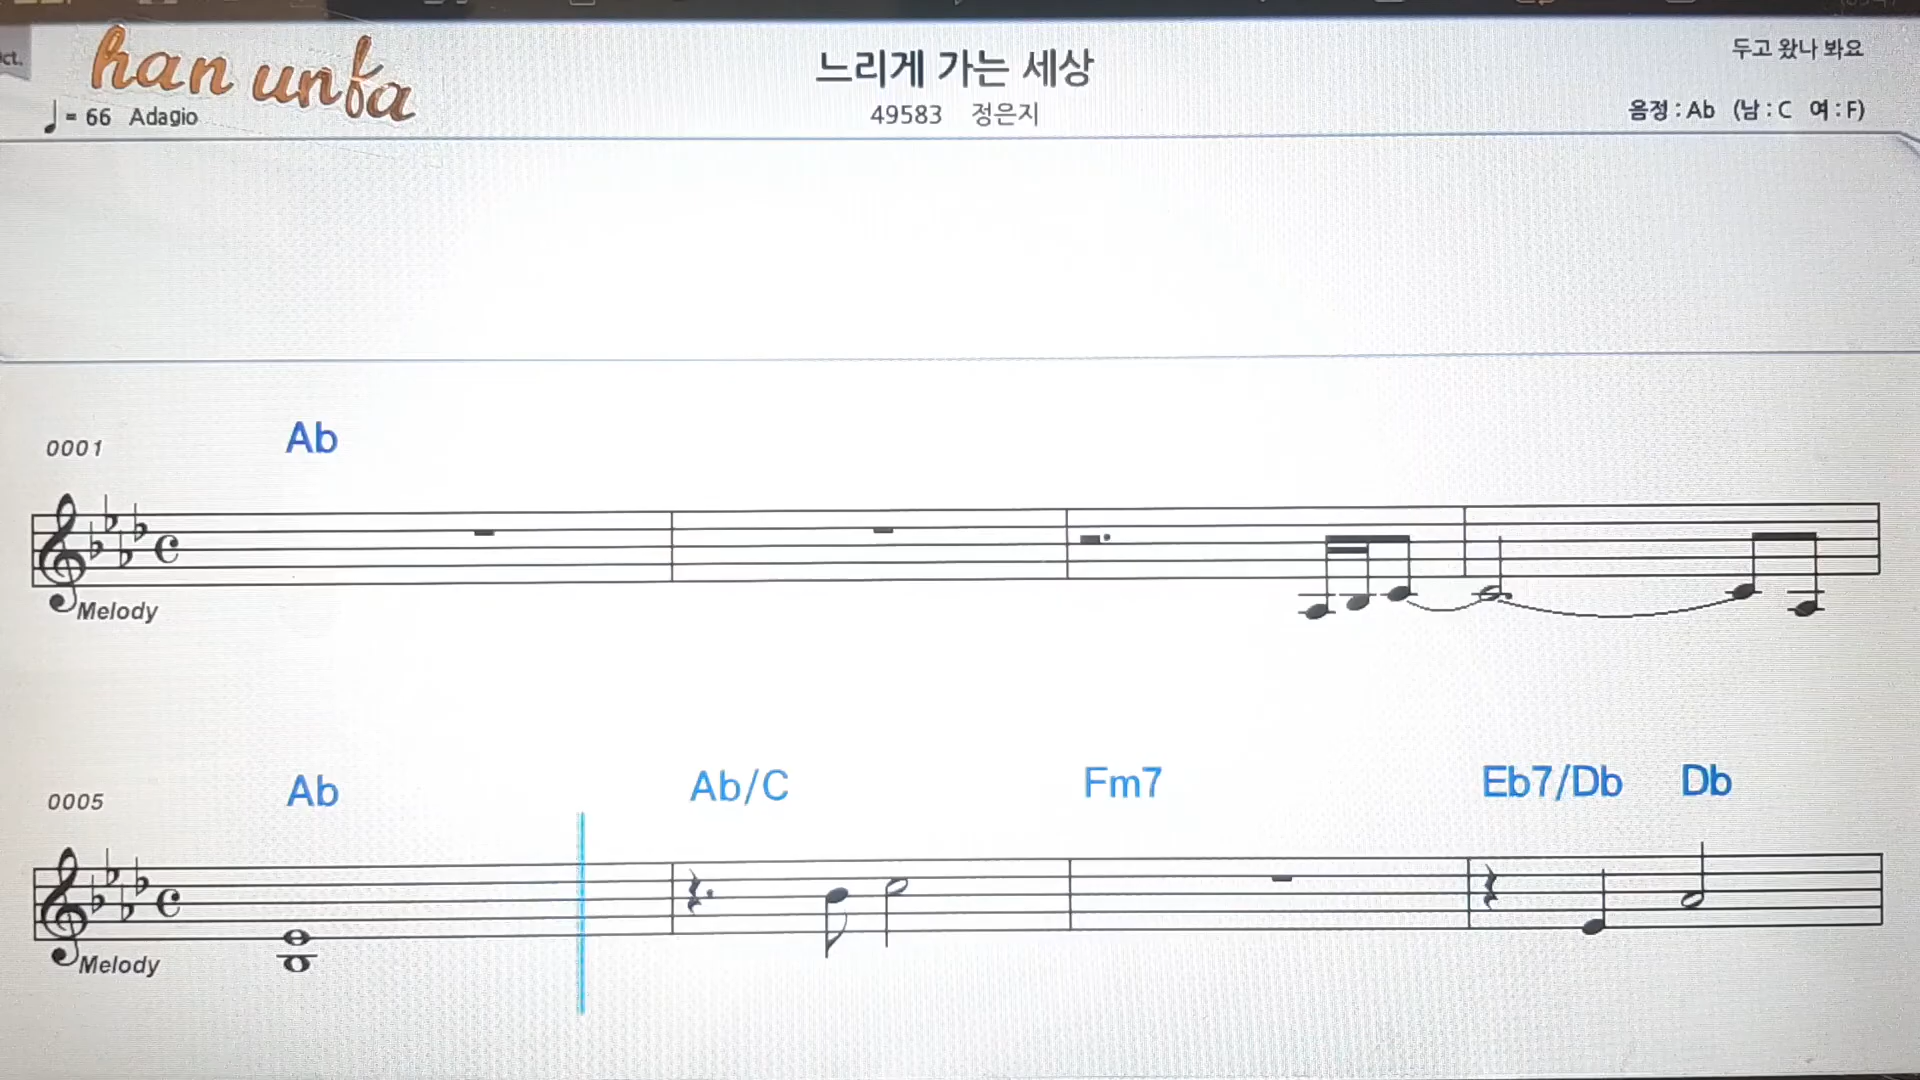 ct.
han unfa
♩= 66 Adagio
느리게 가는 세상
49583 정은지
두고 왔나 봐요
음정 : Ab (남 : C 여 : F)
0001 Ab
Melody
0005 Ab Ab/C Fm7 Eb7/Db Db
Melody